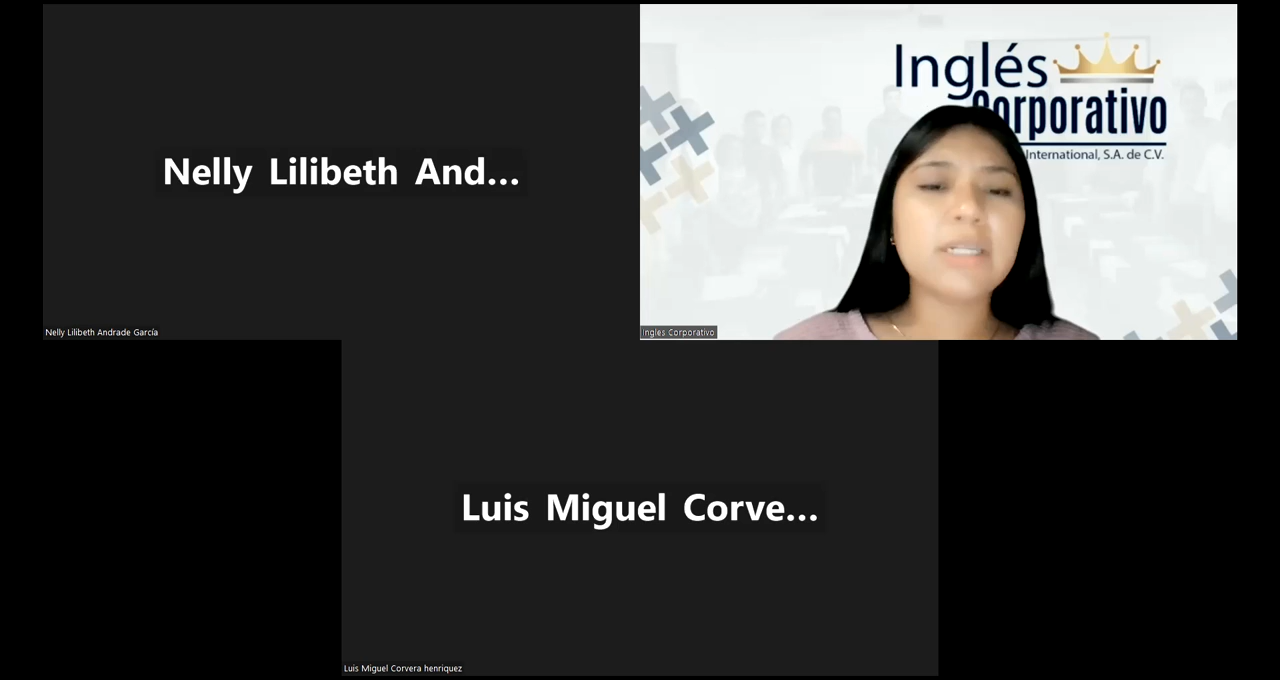 Nelly Lilibeth And...
Nelly Lilibeth Andrade García
Inglés
Corporativo
International, S.A. de C.V.
Ingles Corporativo
Luis Miguel Corve...
Luis Miguel Corvera henriquez